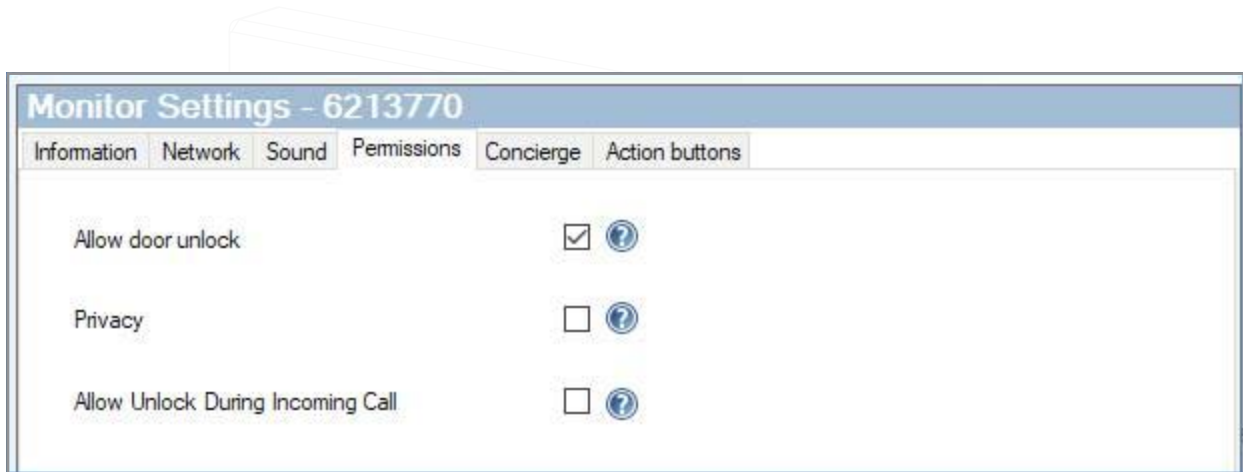 Monitor Settings - 6213770
Information Network Sound Permissions Concierge Action buttons
Allow door unlock ?
Privacy ?
Allow Unlock During Incoming Call ?